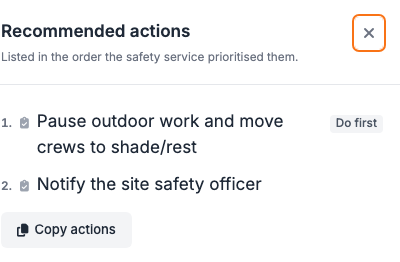 Recommended actions
Listed in the order the safety service prioritised them.
1. Pause outdoor work and move Do first
crews to shade/rest
2. Notify the site safety officer
Copy actions